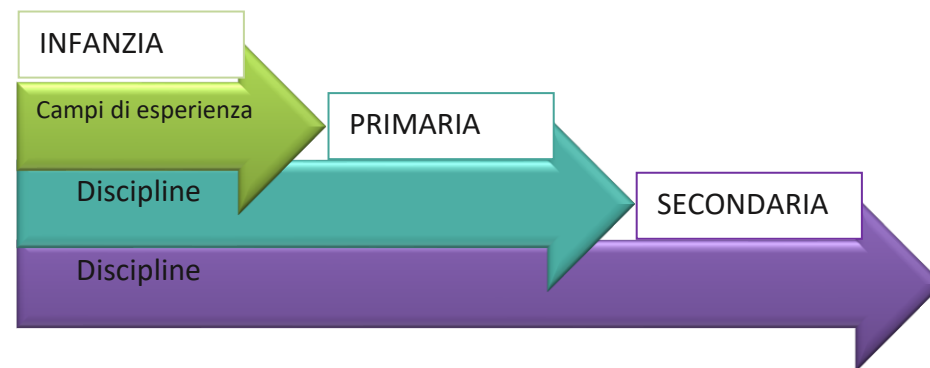 INFANZIA
Campi di esperienza
PRIMARIA
Discipline
SECONDARIA
Discipline